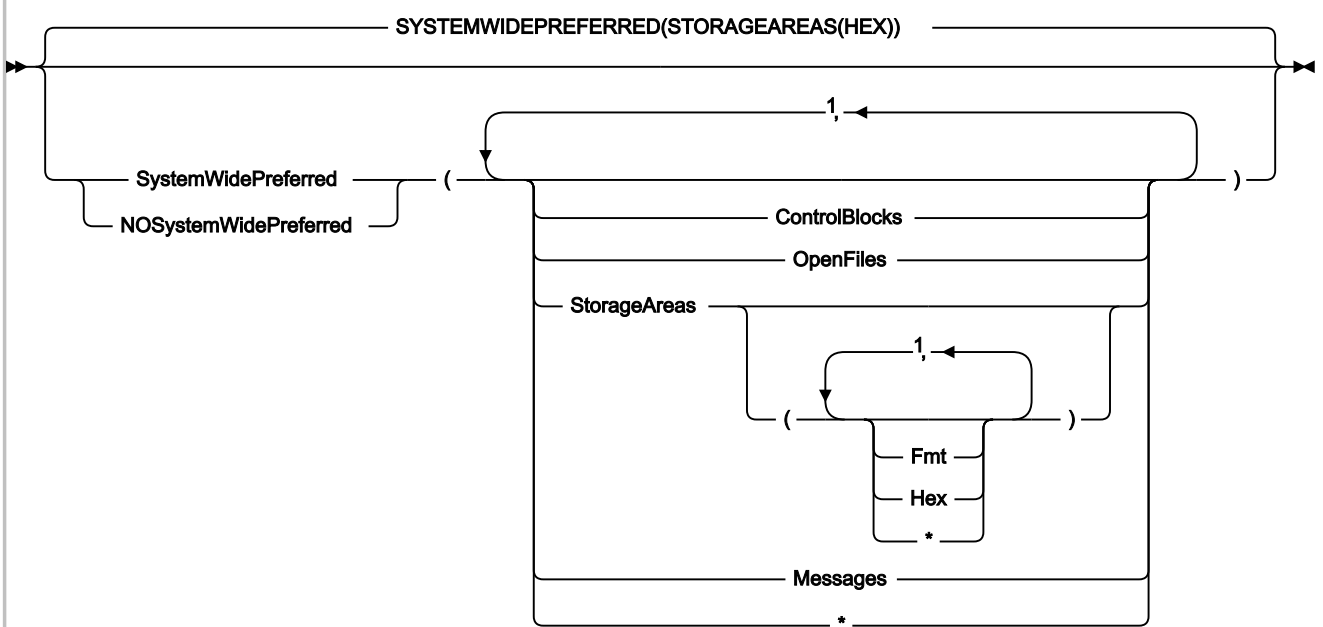 SYSTEMWIDEPREFERRED(STORAGEAREAS(HEX))
1,
SystemWidePreferred ( )
NOSystemWidePreferred
ControlBlocks
OpenFiles
StorageAreas
1,
( )
Fmt
Hex
*
Messages
*